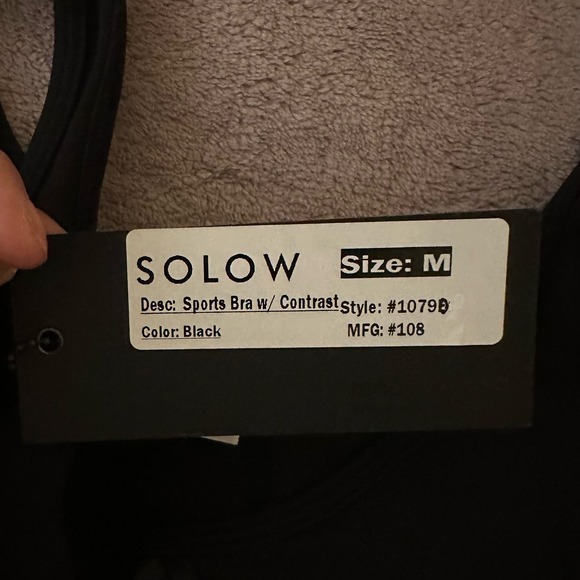 SOLOW
Size: M
Desc: Sports Bra w/ Contrast
Style:
Color: Black
MFG: #108